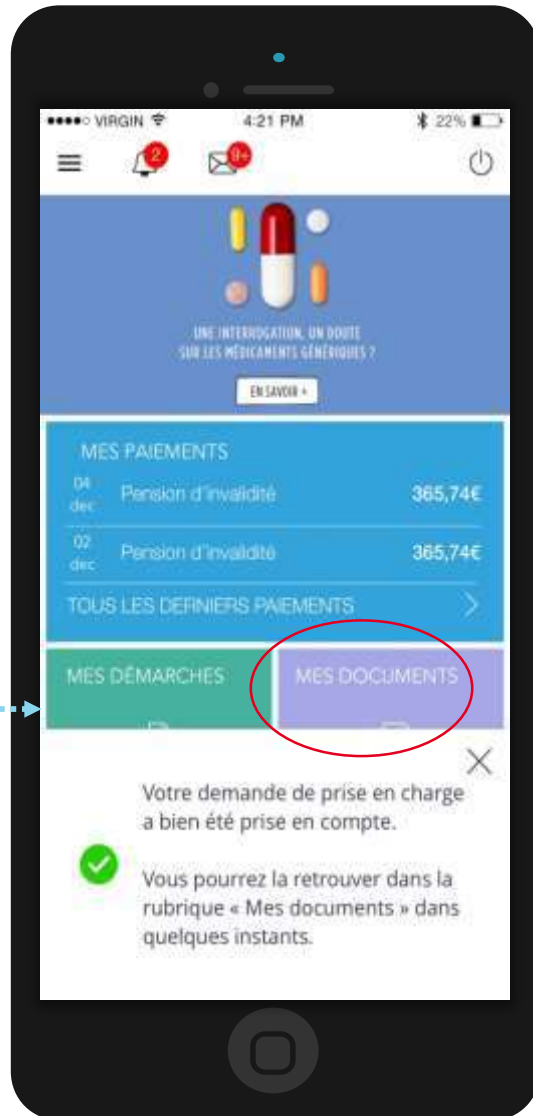 VIRGIN 4:21 PM 22%
2 9+
UNE INTERROGATION, UN DOUTE
SUR LES MÉDICAMENTS GÉNÉRIQUES ?
EN SAVOIR +
MES PAIEMENTS
04 dec Pension d'invalidité 365,74€
02 dec Pension d'invalidité 365,74€
TOUS LES DERNIERS PAIEMENTS
MES DÉMARCHES MES DOCUMENTS
Votre demande de prise en charge
a bien été prise en compte.
Vous pourrez la retrouver dans la
rubrique « Mes documents » dans
quelques instants.